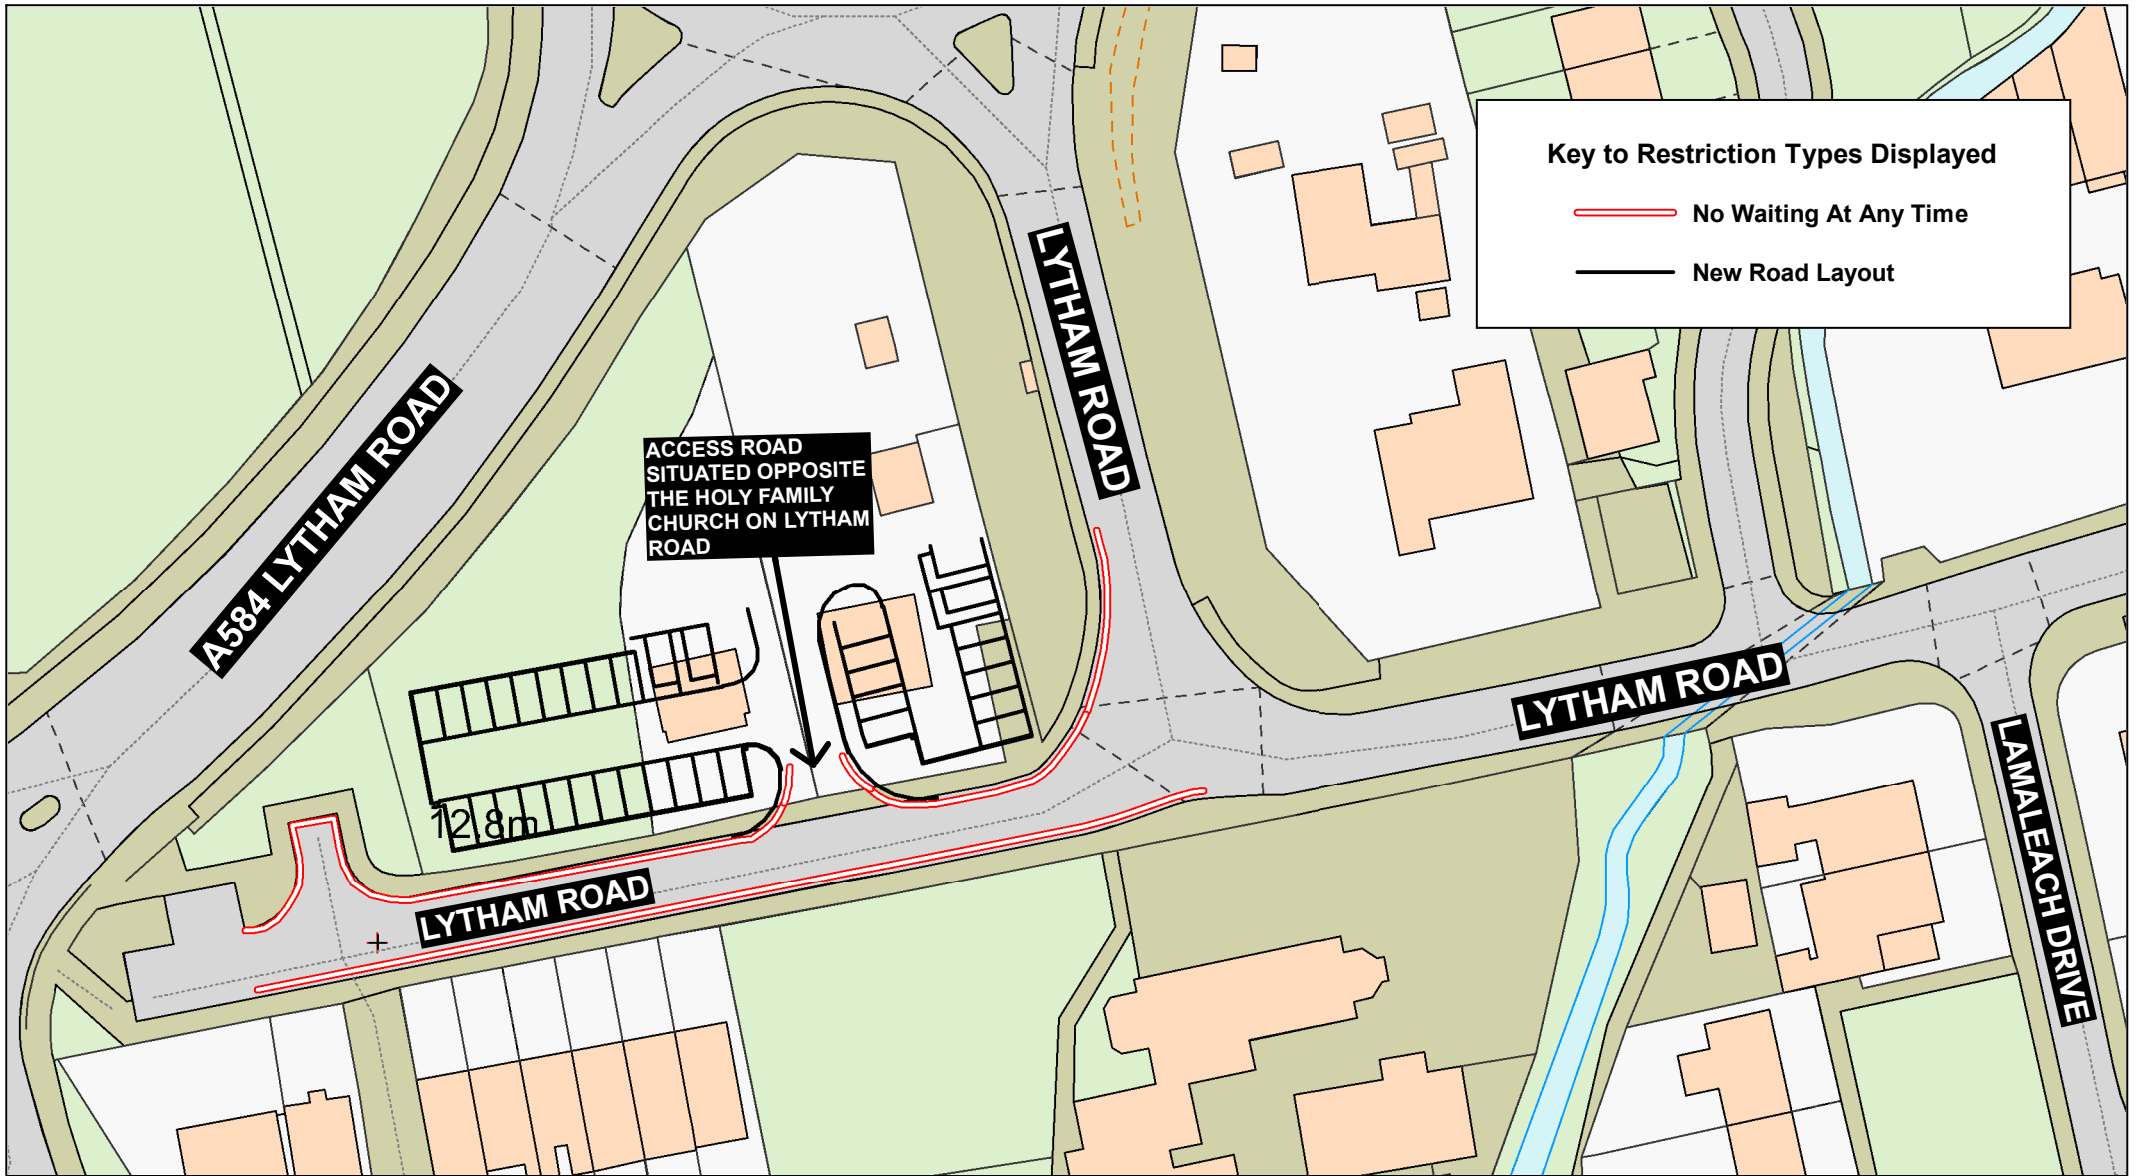 Key to Restriction Types Displayed
No Waiting At Any Time
New Road Layout
LYTHAM ROAD
A584 LYTHAM ROAD
ACCESS ROAD
SITUATED OPPOSITE
THE HOLY FAMILY
CHURCH ON LYTHAM
ROAD
LYTHAM ROAD
LAMALEACH DRIVE
12.8m
LYTHAM ROAD